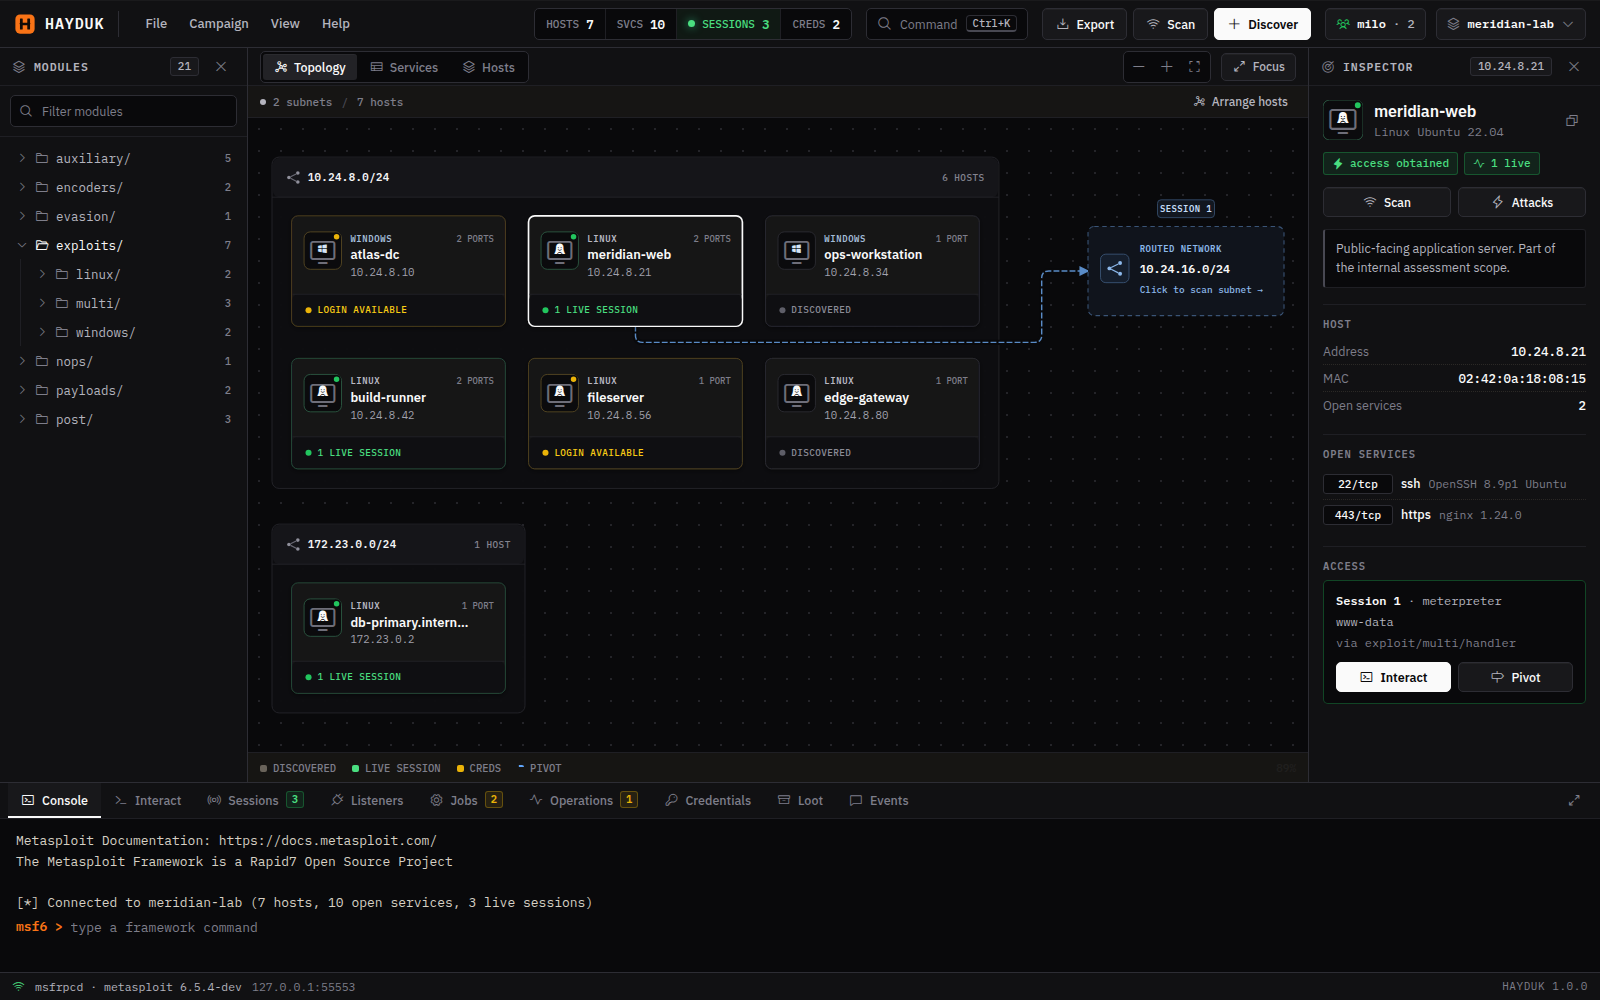 HAYDUK
File
Campaign
View
Help
HOSTS 7
SVCS 10
SESSIONS 3
CREDS 2
Command
Ctrl+K
Export
Scan
Discover
milo · 2
meridian-lab
MODULES
21
Filter modules
auxiliary/ 5
encoders/ 2
evasion/ 1
exploits/ 7
linux/ 2
multi/ 3
windows/ 2
nops/ 1
payloads/ 2
post/ 3
Topology
Services
Hosts
Focus
2 subnets / 7 hosts
Arrange hosts
10.24.8.0/24
6 HOSTS
WINDOWS 2 PORTS
atlas-dc
10.24.8.10
LOGIN AVAILABLE
LINUX 2 PORTS
meridian-web
10.24.8.21
1 LIVE SESSION
WINDOWS 1 PORT
ops-workstation
10.24.8.34
DISCOVERED
LINUX 2 PORTS
build-runner
10.24.8.42
1 LIVE SESSION
LINUX 1 PORT
fileserver
10.24.8.56
LOGIN AVAILABLE
LINUX 1 PORT
edge-gateway
10.24.8.80
DISCOVERED
SESSION 1
ROUTED NETWORK
10.24.16.0/24
Click to scan subnet →
172.23.0.0/24
1 HOST
LINUX 1 PORT
db-primary.intern...
172.23.0.2
1 LIVE SESSION
DISCOVERED
LIVE SESSION
CREDS
PIVOT
INSPECTOR
10.24.8.21
meridian-web
Linux Ubuntu 22.04
access obtained
1 live
Scan
Attacks
Public-facing application server. Part of
the internal assessment scope.
HOST
Address 10.24.8.21
MAC 02:42:0a:18:08:15
Open services 2
OPEN SERVICES
22/tcp ssh OpenSSH 8.9p1 Ubuntu
443/tcp https nginx 1.24.0
ACCESS
Session 1 · meterpreter
www-data
via exploit/multi/handler
Interact
Pivot
Console
Interact
Sessions 3
Listeners
Jobs 2
Operations 1
Credentials
Loot
Events
Metasploit Documentation: https://docs.metasploit.com/
The Metasploit Framework is a Rapid7 Open Source Project
[*] Connected to meridian-lab (7 hosts, 10 open services, 3 live sessions)
msf6 > type a framework command
msfrpcd · metasploit 6.5.4-dev 127.0.0.1:55553
HAYDUK 1.0.0